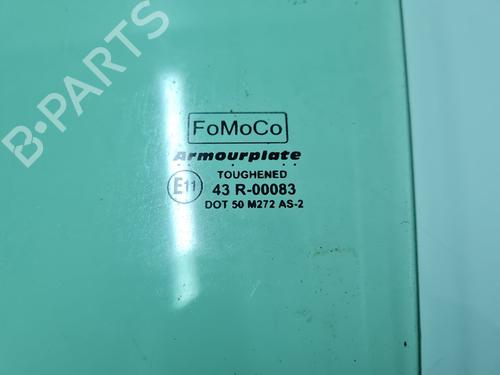 B-PARTS
FoMoCo
Armourplate
TOUGHENED
E11 43 R-00083
DOT 50 M272 AS-2